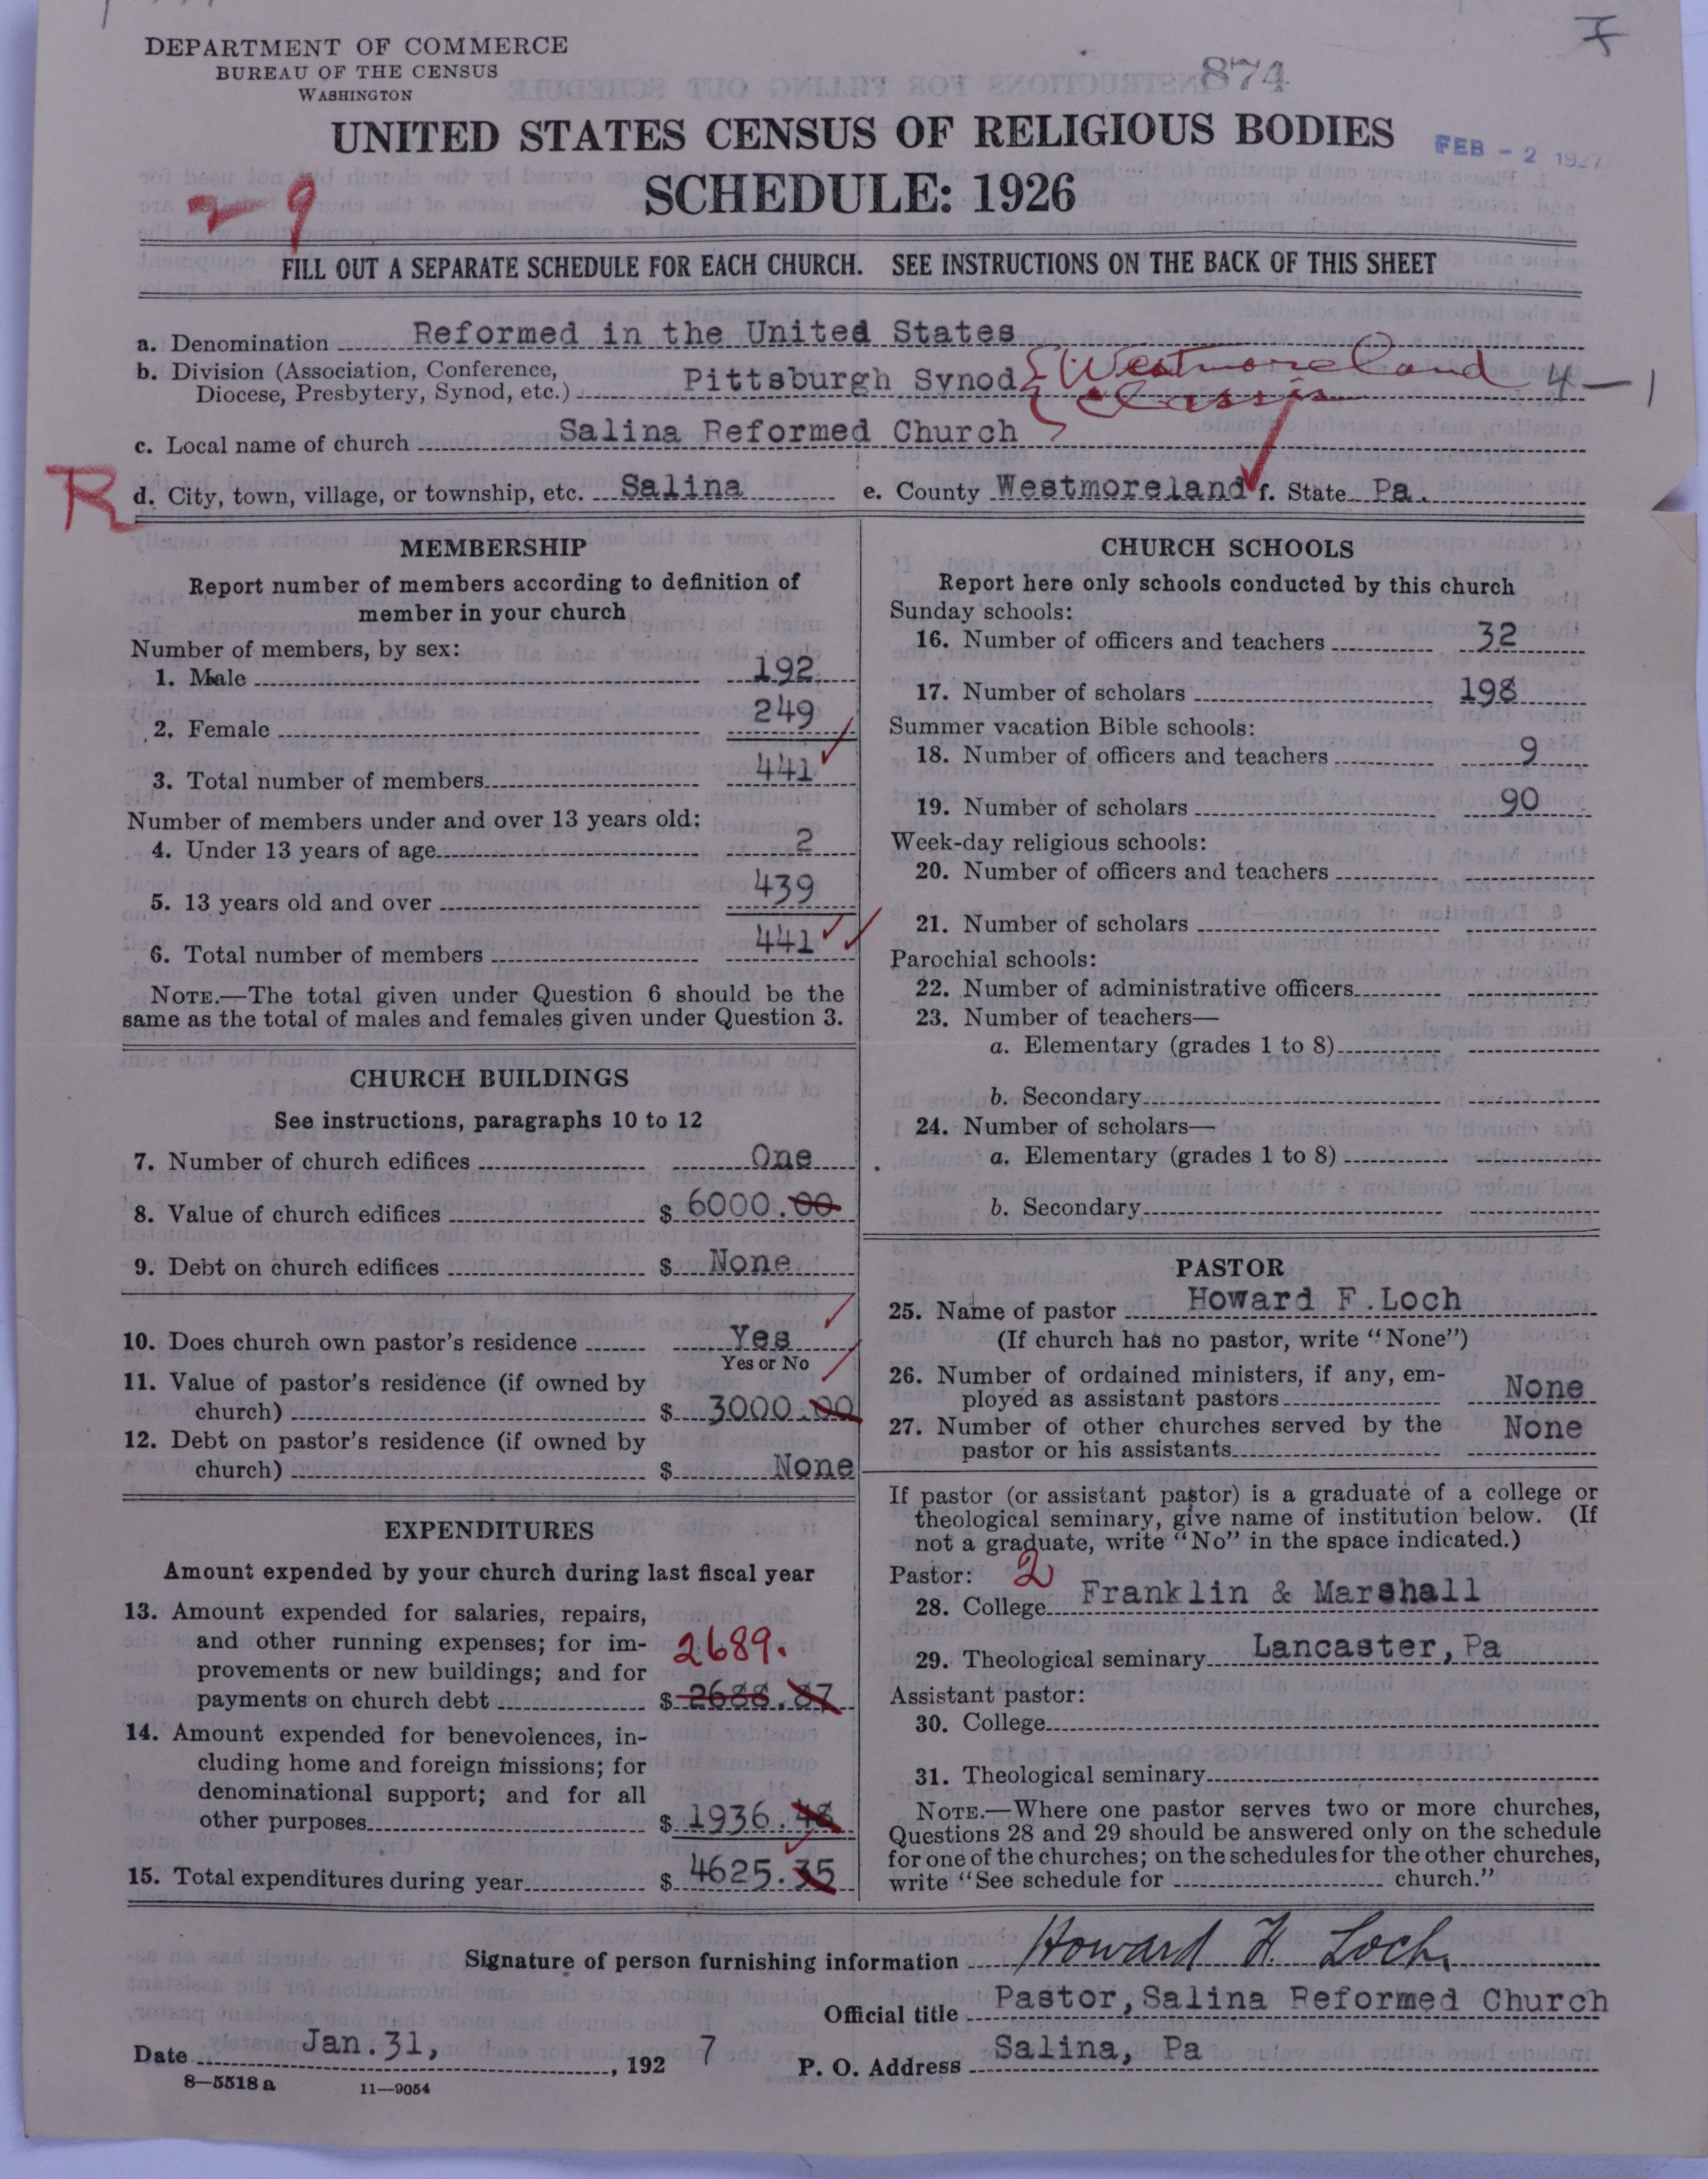 DEPARTMENT OF COMMERCE
BUREAU OF THE CENSUS
WASHINGTON
874
UNITED STATES CENSUS OF RELIGIOUS BODIES
FEB - 2 1927
SCHEDULE: 1926
9
FILL OUT A SEPARATE SCHEDULE FOR EACH CHURCH. SEE INSTRUCTIONS ON THE BACK OF THIS SHEET
a. Denomination Reformed in the United States
b. Division (Association, Conference, Diocese, Presbytery, Synod, etc.) Pittsburgh Synod { Westmoreland Classis 4-1
c. Local name of church Salina Reformed Church
R
d. City, town, village, or township, etc. Salina e. County Westmoreland f. State Pa.
MEMBERSHIP
Report number of members according to definition of
member in your church
Number of members, by sex:
1. Male 192
2. Female 249
3. Total number of members 441
Number of members under and over 13 years old:
4. Under 13 years of age 2
5. 13 years old and over 439
6. Total number of members 441
NOTE.—The total given under Question 6 should be the
same as the total of males and females given under Question 3.
CHURCH BUILDINGS
See instructions, paragraphs 10 to 12
7. Number of church edifices One
8. Value of church edifices $ 6000.00
9. Debt on church edifices $ None
10. Does church own pastor's residence Yes
Yes or No
11. Value of pastor's residence (if owned by
church) $ 3000.00
12. Debt on pastor's residence (if owned by
church) $ None
EXPENDITURES
Amount expended by your church during last fiscal year
13. Amount expended for salaries, repairs,
and other running expenses; for im-
2689.
provements or new buildings; and for
payments on church debt $ 2688.87
14. Amount expended for benevolences, in-
cluding home and foreign missions; for
denominational support; and for all
other purposes $ 1936.48
15. Total expenditures during year $ 4625.35
CHURCH SCHOOLS
Report here only schools conducted by this church
Sunday schools:
16. Number of officers and teachers 32
17. Number of scholars 198
Summer vacation Bible schools:
18. Number of officers and teachers 9
19. Number of scholars 90
Week-day religious schools:
20. Number of officers and teachers
21. Number of scholars
Parochial schools:
22. Number of administrative officers
23. Number of teachers—
a. Elementary (grades 1 to 8)
b. Secondary
24. Number of scholars—
a. Elementary (grades 1 to 8)
b. Secondary
PASTOR
25. Name of pastor Howard F. Loch
(If church has no pastor, write "None")
26. Number of ordained ministers, if any, em-
ployed as assistant pastors None
27. Number of other churches served by the
pastor or his assistants None
If pastor (or assistant pastor) is a graduate of a college or
theological seminary, give name of institution below. (If
not a graduate, write "No" in the space indicated.)
Pastor: 2
28. College Franklin & Marshall
29. Theological seminary Lancaster, Pa
Assistant pastor:
30. College
31. Theological seminary
NOTE.—Where one pastor serves two or more churches,
Questions 28 and 29 should be answered only on the schedule
for one of the churches; on the schedules for the other churches,
write "See schedule for church."
Signature of person furnishing information Howard F. Loch
Official title Pastor, Salina Reformed Church
Date Jan. 31, , 192 7 P. O. Address Salina, Pa
8—5518 a 11—9054